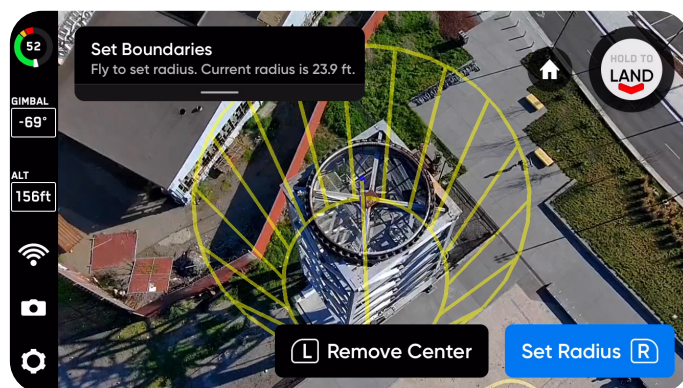 52
Set Boundaries
Fly to set radius. Current radius is 23.9 ft.
HOLD TO
LAND
GIMBAL
-69°
ALT
156ft
L Remove Center
Set Radius R